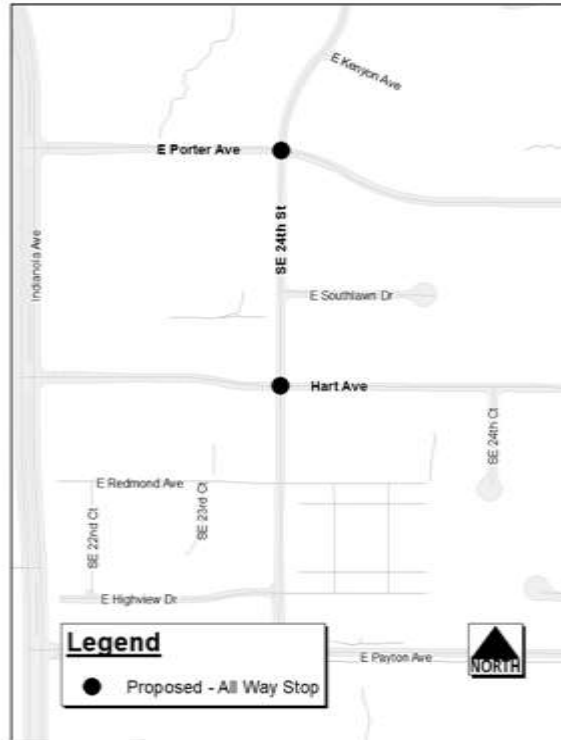 E Kenyon Ave
E Porter Ave
SE 24th St
Indianola Ave
E Southlawn Dr
Hart Ave
SE 24th Ct
E Redmond Ave
SE 23rd Ct
SE 22nd Ct
E Highview Dr
Legend
Proposed - All Way Stop
E Payton Ave
NORTH